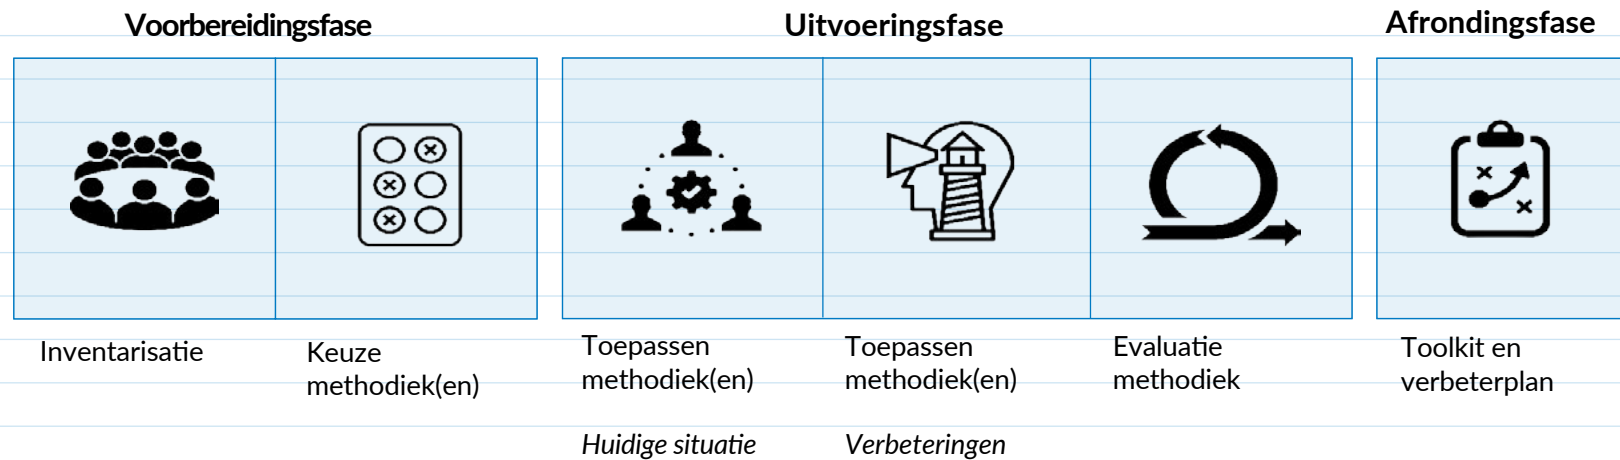 Voorbereidingsfase
Uitvoeringsfase
Afrondingsfase
Inventarisatie
Keuze
methodiek(en)
Toepassen
methodiek(en)
Huidige situatie
Toepassen
methodiek(en)
Verbeteringen
Evaluatie
methodiek
Toolkit en
verbeterplan